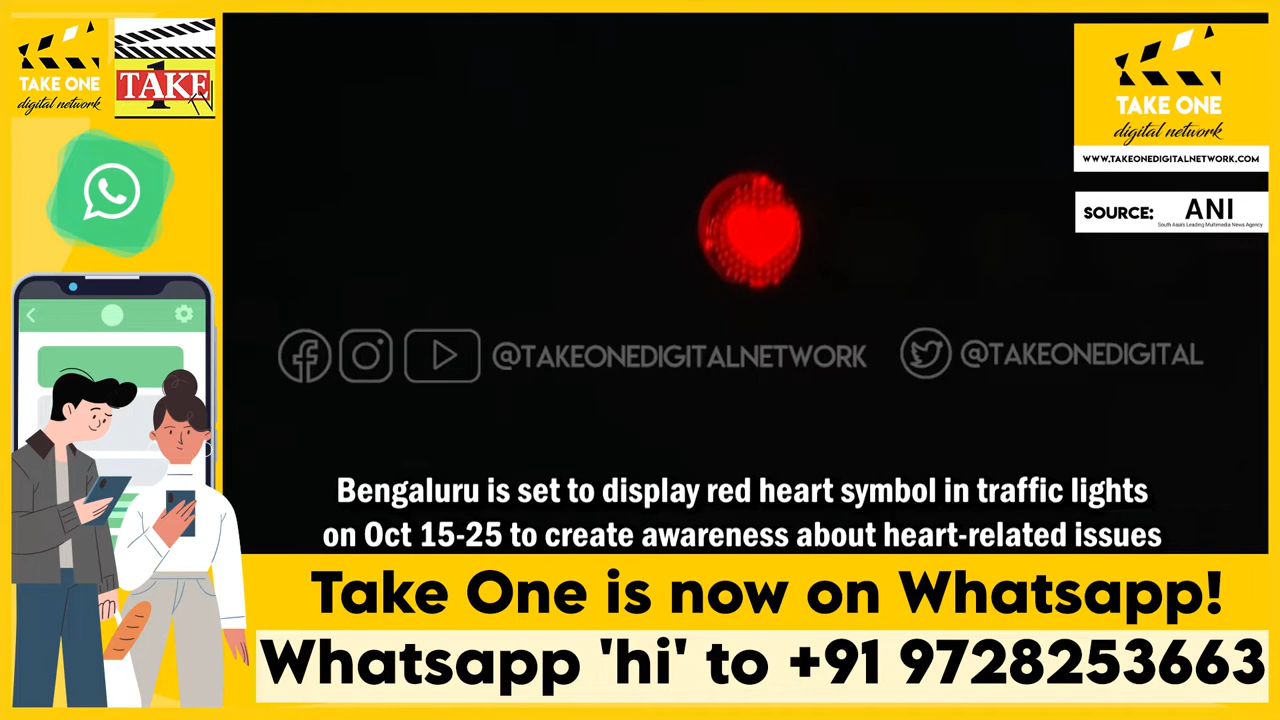 TAKE ONE
digital network
TAKE
1
TAKE ONE
digital network
WWW.TAKEONEDIGITALNETWORK.COM
SOURCE: ANI
South Asia's Leading Multimedia News Agency
@TAKEONEDIGITALNETWORK @TAKEONEDIGITAL
Bengaluru is set to display red heart symbol in traffic lights
on Oct 15-25 to create awareness about heart-related issues
Take One is now on Whatsapp!
Whatsapp 'hi' to +91 9728253663